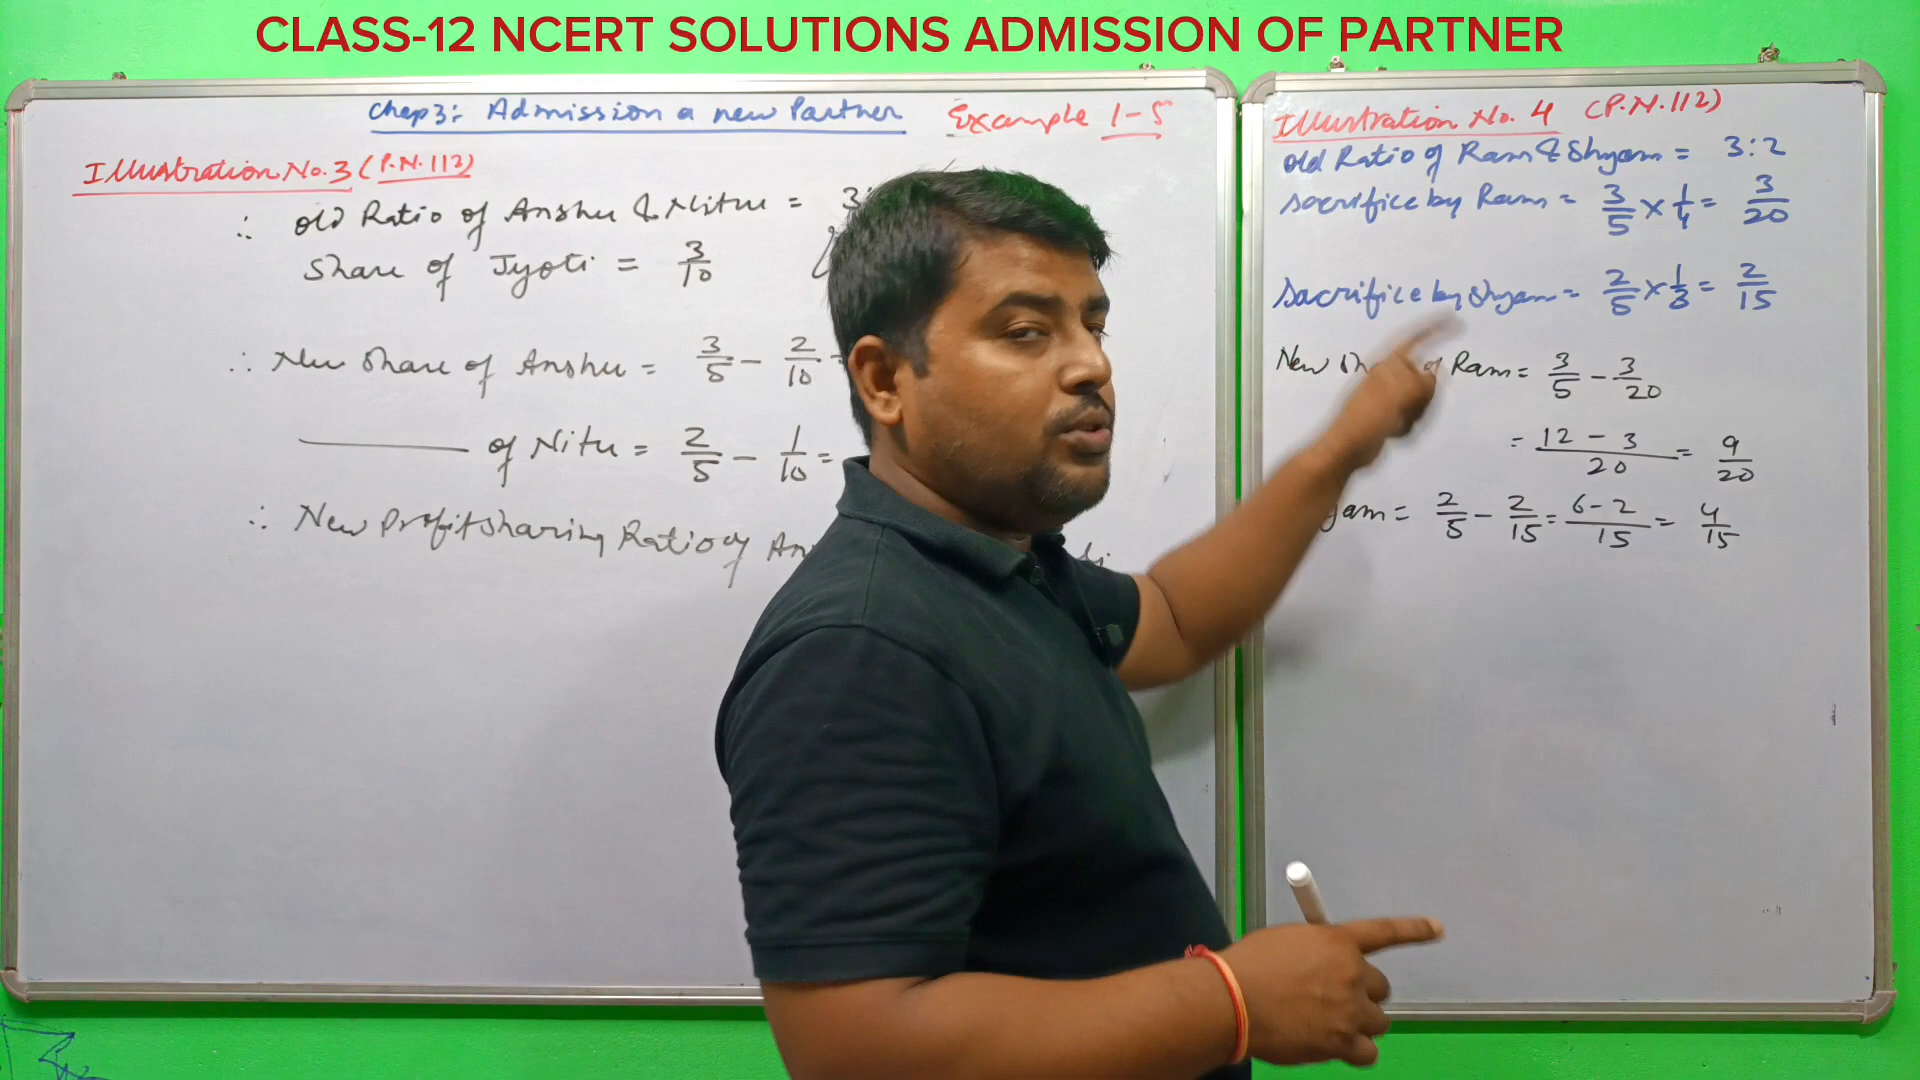 CLASS-12 NCERT SOLUTIONS ADMISSION OF PARTNER
Chap3: Admission a new Partner Example 1-5
Illustration No. 3 (P.N. 112)
∴ old Ratio of Anshu & Nitu = 3:
Share of Jyoti = 3/10
∴ New Share of Anshu = 3/5 - 2/10
of Nitu = 2/5 - 1/10 =
∴ New Profit Sharing Ratio of An
Illustration No. 4 (P.N.112)
old Ratio of Ram & Shyam = 3:2
Sacrifice by Ram = 3/5 x 1/4 = 3/20
Sacrifice by Shyam = 2/5 x 1/3 = 2/15
New of Ram = 3/5 - 3/20
= 12 - 3/20 = 9/20
yam = 2/5 - 2/15 = 6-2/15 = 4/15